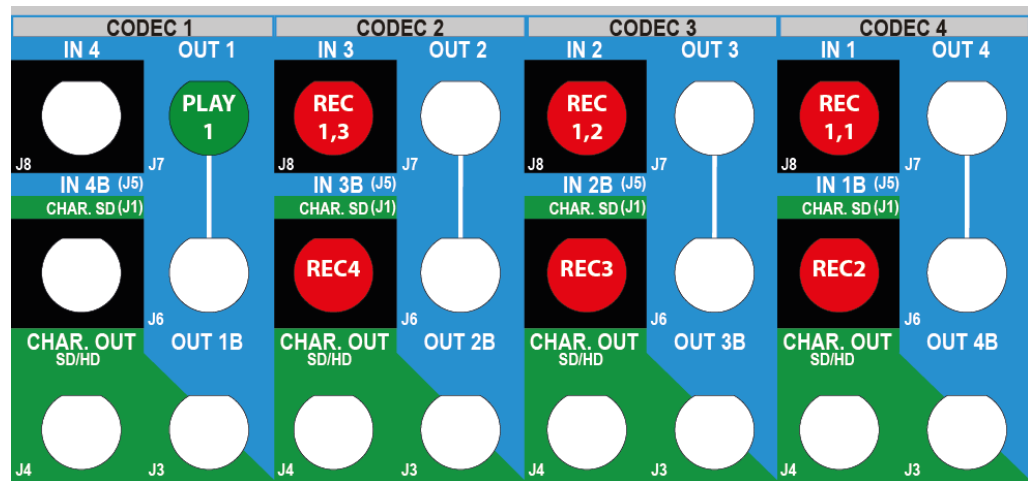 CODEC 1 CODEC 2 CODEC 3 CODEC 4
IN 4 OUT 1 IN 3 OUT 2 IN 2 OUT 3 IN 1 OUT 4
PLAY REC REC REC
1 1,3 1,2 1,1
J8 J7 J8 J7 J8 J7 J8 J7
IN 4B (J5) IN 3B (J5) IN 2B (J5) IN 1B (J5)
CHAR. SD (J1) CHAR. SD (J1) CHAR. SD (J1) CHAR. SD (J1)
REC4 REC3 REC2
J6 J6 J6 J6
CHAR. OUT OUT 1B CHAR. OUT OUT 2B CHAR. OUT OUT 3B CHAR. OUT OUT 4B
SD/HD SD/HD SD/HD SD/HD
J4 J3 J4 J3 J4 J3 J4 J3